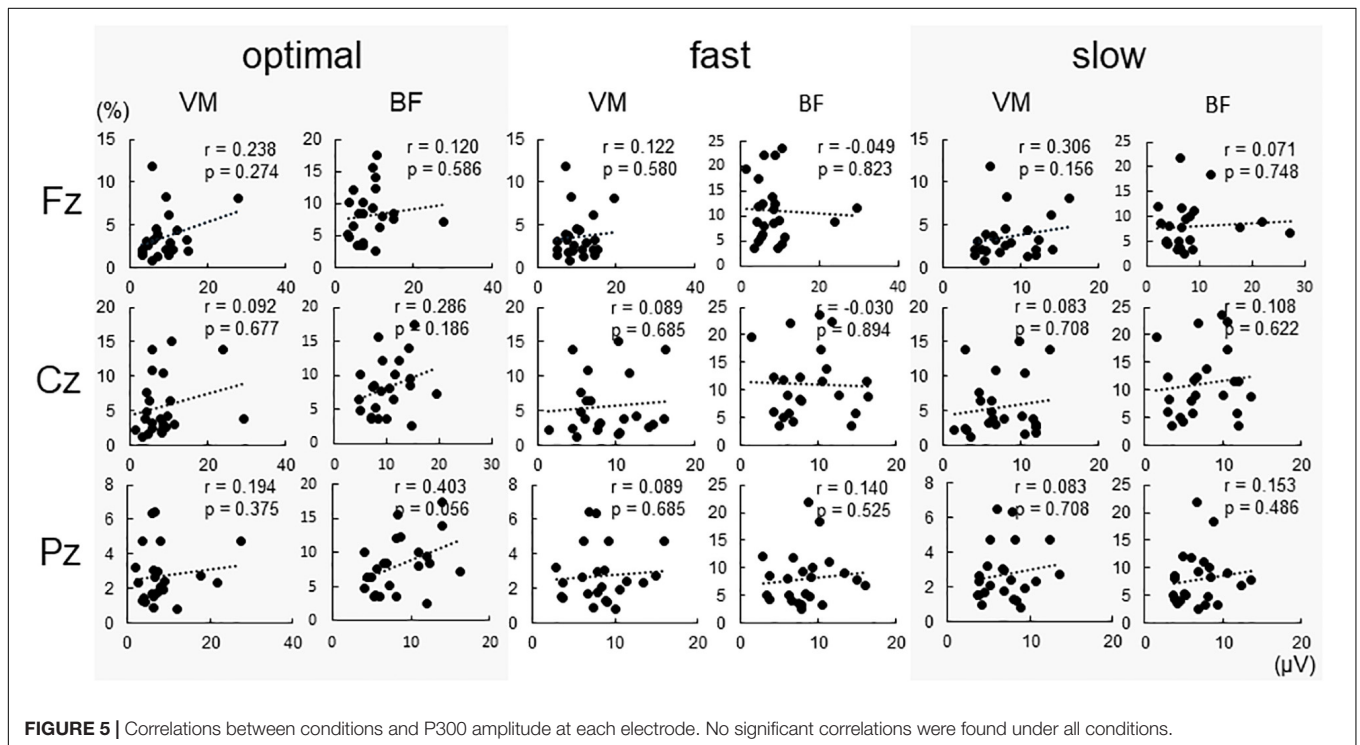 optimal fast slow
(%) VM BF VM BF VM BF
Fz
15 10 5 0 0 20 40
r = 0.238
p = 0.274
20 15 10 5 0 0 10 20 30
r = 0.120
p = 0.586
15 10 5 0 0 20 40
r = 0.122
p = 0.580
25 20 15 10 5 0 0 20 40
r = -0.049
p = 0.823
15 10 5 0 0 10 20
r = 0.306
p = 0.156
25 20 15 10 5 0 0 10 20 30
r = 0.071
p = 0.748
Cz
20 15 10 5 0 0 20 40
r = 0.092
p = 0.677
20 15 10 5 0 0 10 20 30
r = 0.286
p = 0.186
20 15 10 5 0 0 10 20
r = 0.089
p = 0.685
25 20 15 10 5 0 0 10 20
r = -0.030
p = 0.894
20 15 10 5 0 0 10 20
r = 0.083
p = 0.708
25 20 15 10 5 0 0 10 20
r = 0.108
p = 0.622
Pz
8 6 4 2 0 0 20 40
r = 0.194
p = 0.375
20 15 10 5 0 0 10 20
r = 0.403
p = 0.056
8 6 4 2 0 0 10 20
r = 0.089
p = 0.685
25 20 15 10 5 0 0 10 20
r = 0.140
p = 0.525
8 6 4 2 0 0 10 20
r = 0.083
p = 0.708
25 20 15 10 5 0 0 10 20
r = 0.153
p = 0.486
(μV)
FIGURE 5 | Correlations between conditions and P300 amplitude at each electrode. No significant correlations were found under all conditions.